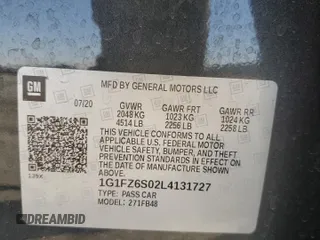 MFD BY GENERAL MOTORS LLC
GM
07/20
GVWR GAWR FRT GAWR RR
2048 KG 1023 KG 1024 KG
4514 LB 2256 LB 2258 LB
THIS VEHICLE CONFORMS TO ALL
APPLICABLE U.S. FEDERAL MOTOR
VEHICLE SAFETY, BUMPER, AND
THEFT PREVENTION STANDARDS
IN EFFECT ON THE DATE
OF MANUFACTURE SHOWN
ABOVE.
1G1FZ6S02L4131727
TYPE: PASS CAR
MODEL: 271FB48
DREAMBID